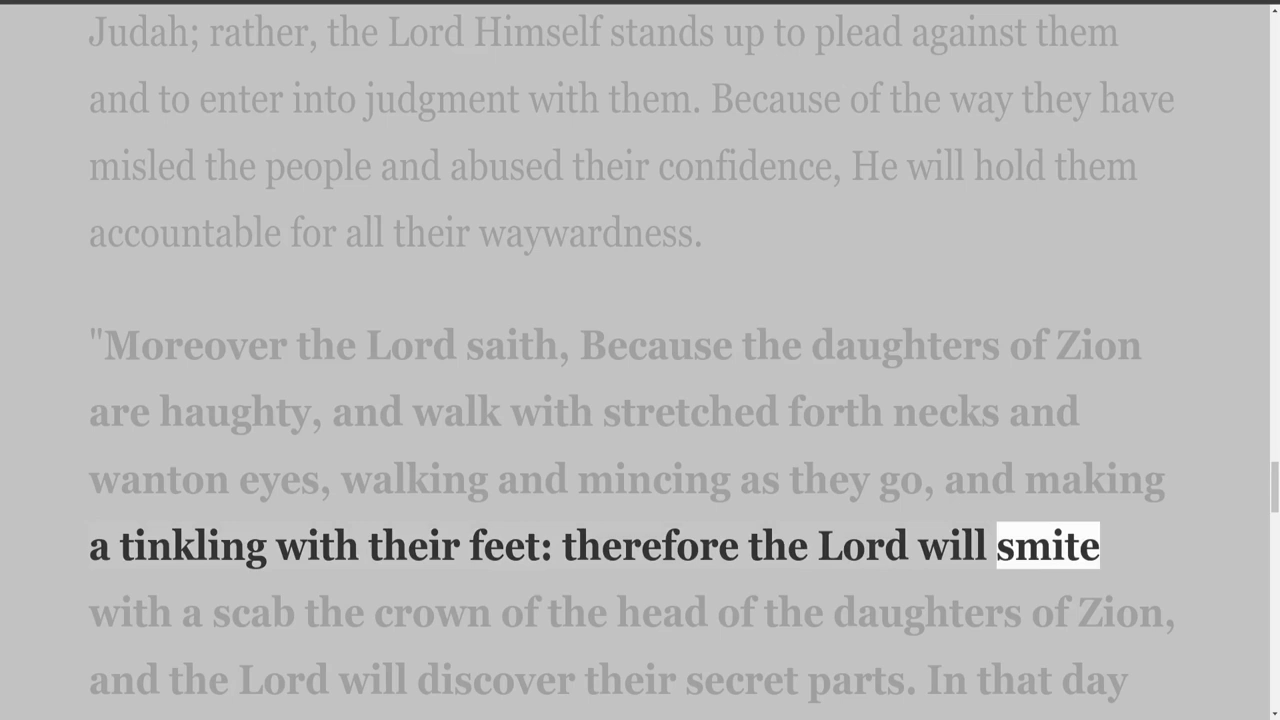 Judah; rather, the Lord Himself stands up to plead against them
and to enter into judgment with them. Because of the way they have
misled the people and abused their confidence, He will hold them
accountable for all their waywardness.
"Moreover the Lord saith, Because the daughters of Zion
are haughty, and walk with stretched forth necks and
wanton eyes, walking and mincing as they go, and making
a tinkling with their feet: therefore the Lord will smite
with a scab the crown of the head of the daughters of Zion,
and the Lord will discover their secret parts. In that day